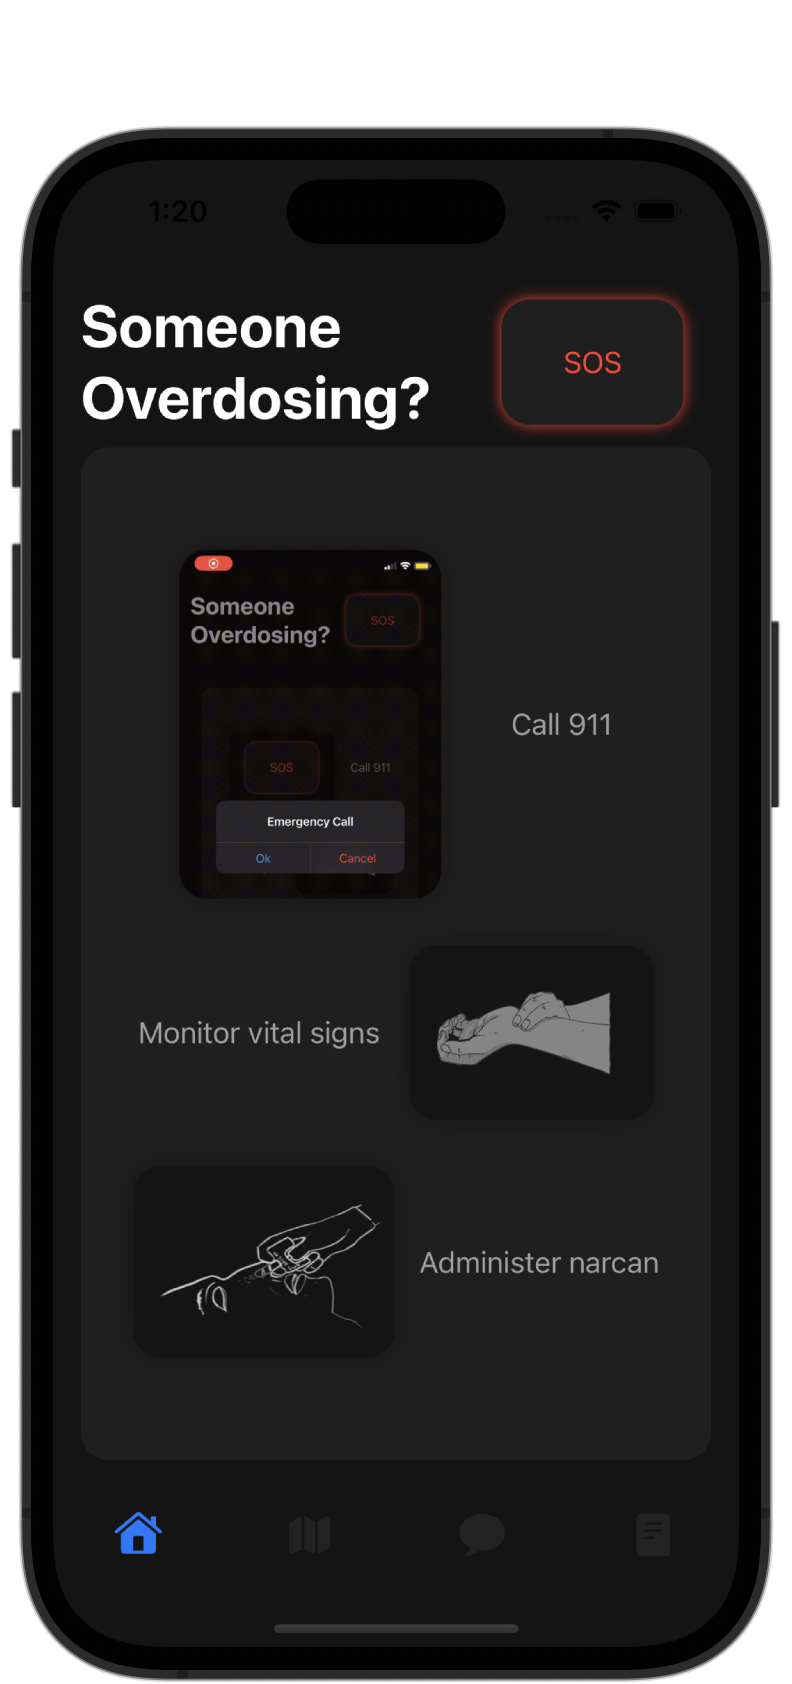 1:20
Someone
Overdosing?
SOS
Someone
Overdosing?
SOS
SOS
Call 911
Emergency Call
Ok
Cancel
Call 911
Monitor vital signs
Administer narcan